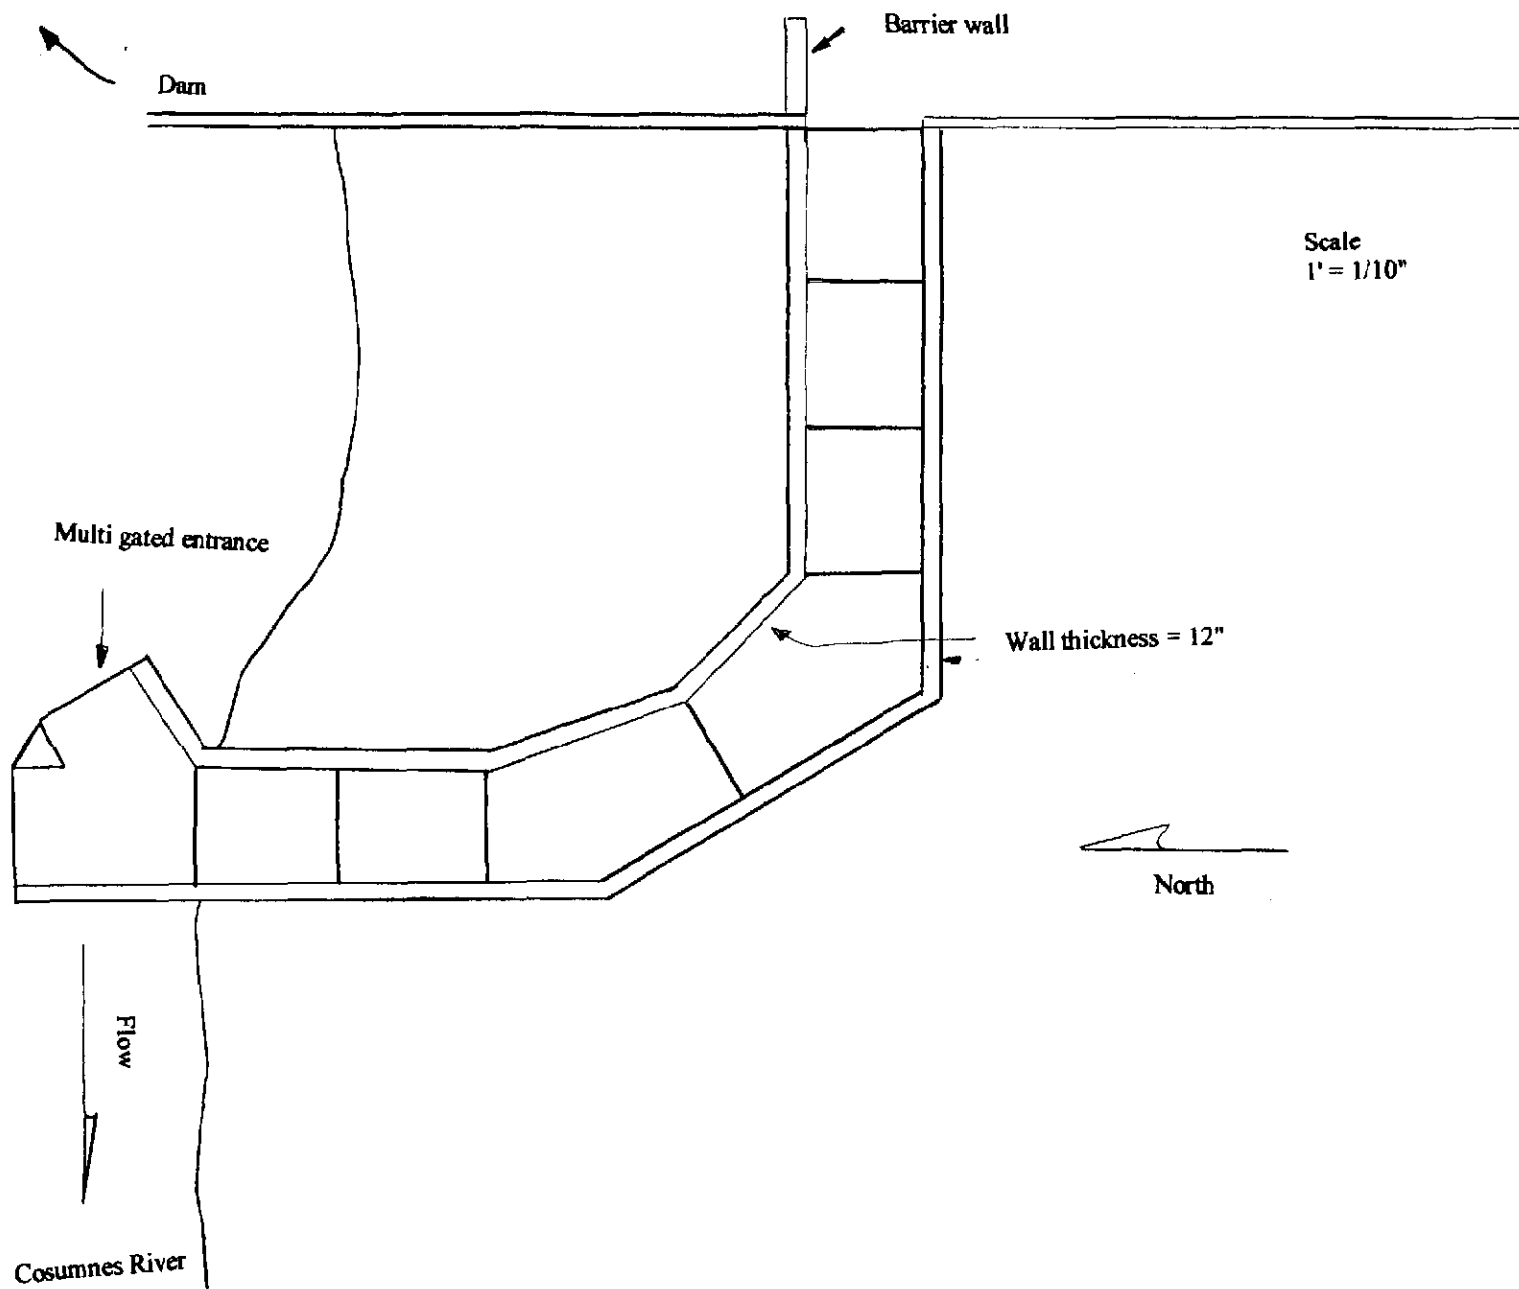 Barrier wall
Dam
Scale
1' = 1/10"
Multi gated entrance
Wall thickness = 12"
North
Flow
Cosumnes River